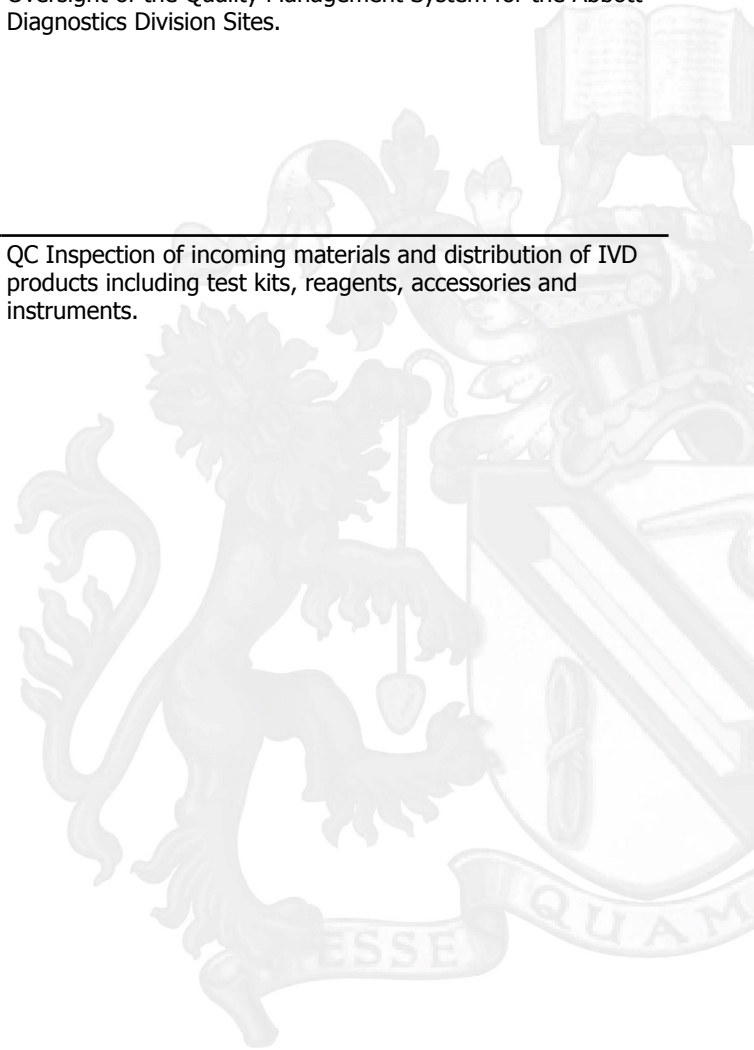 Oversight of the Quality Management System for the Abbott
Diagnostics Division Sites.
QC Inspection of incoming materials and distribution of IVD
products including test kits, reagents, accessories and
instruments.
ESSE
QUAM